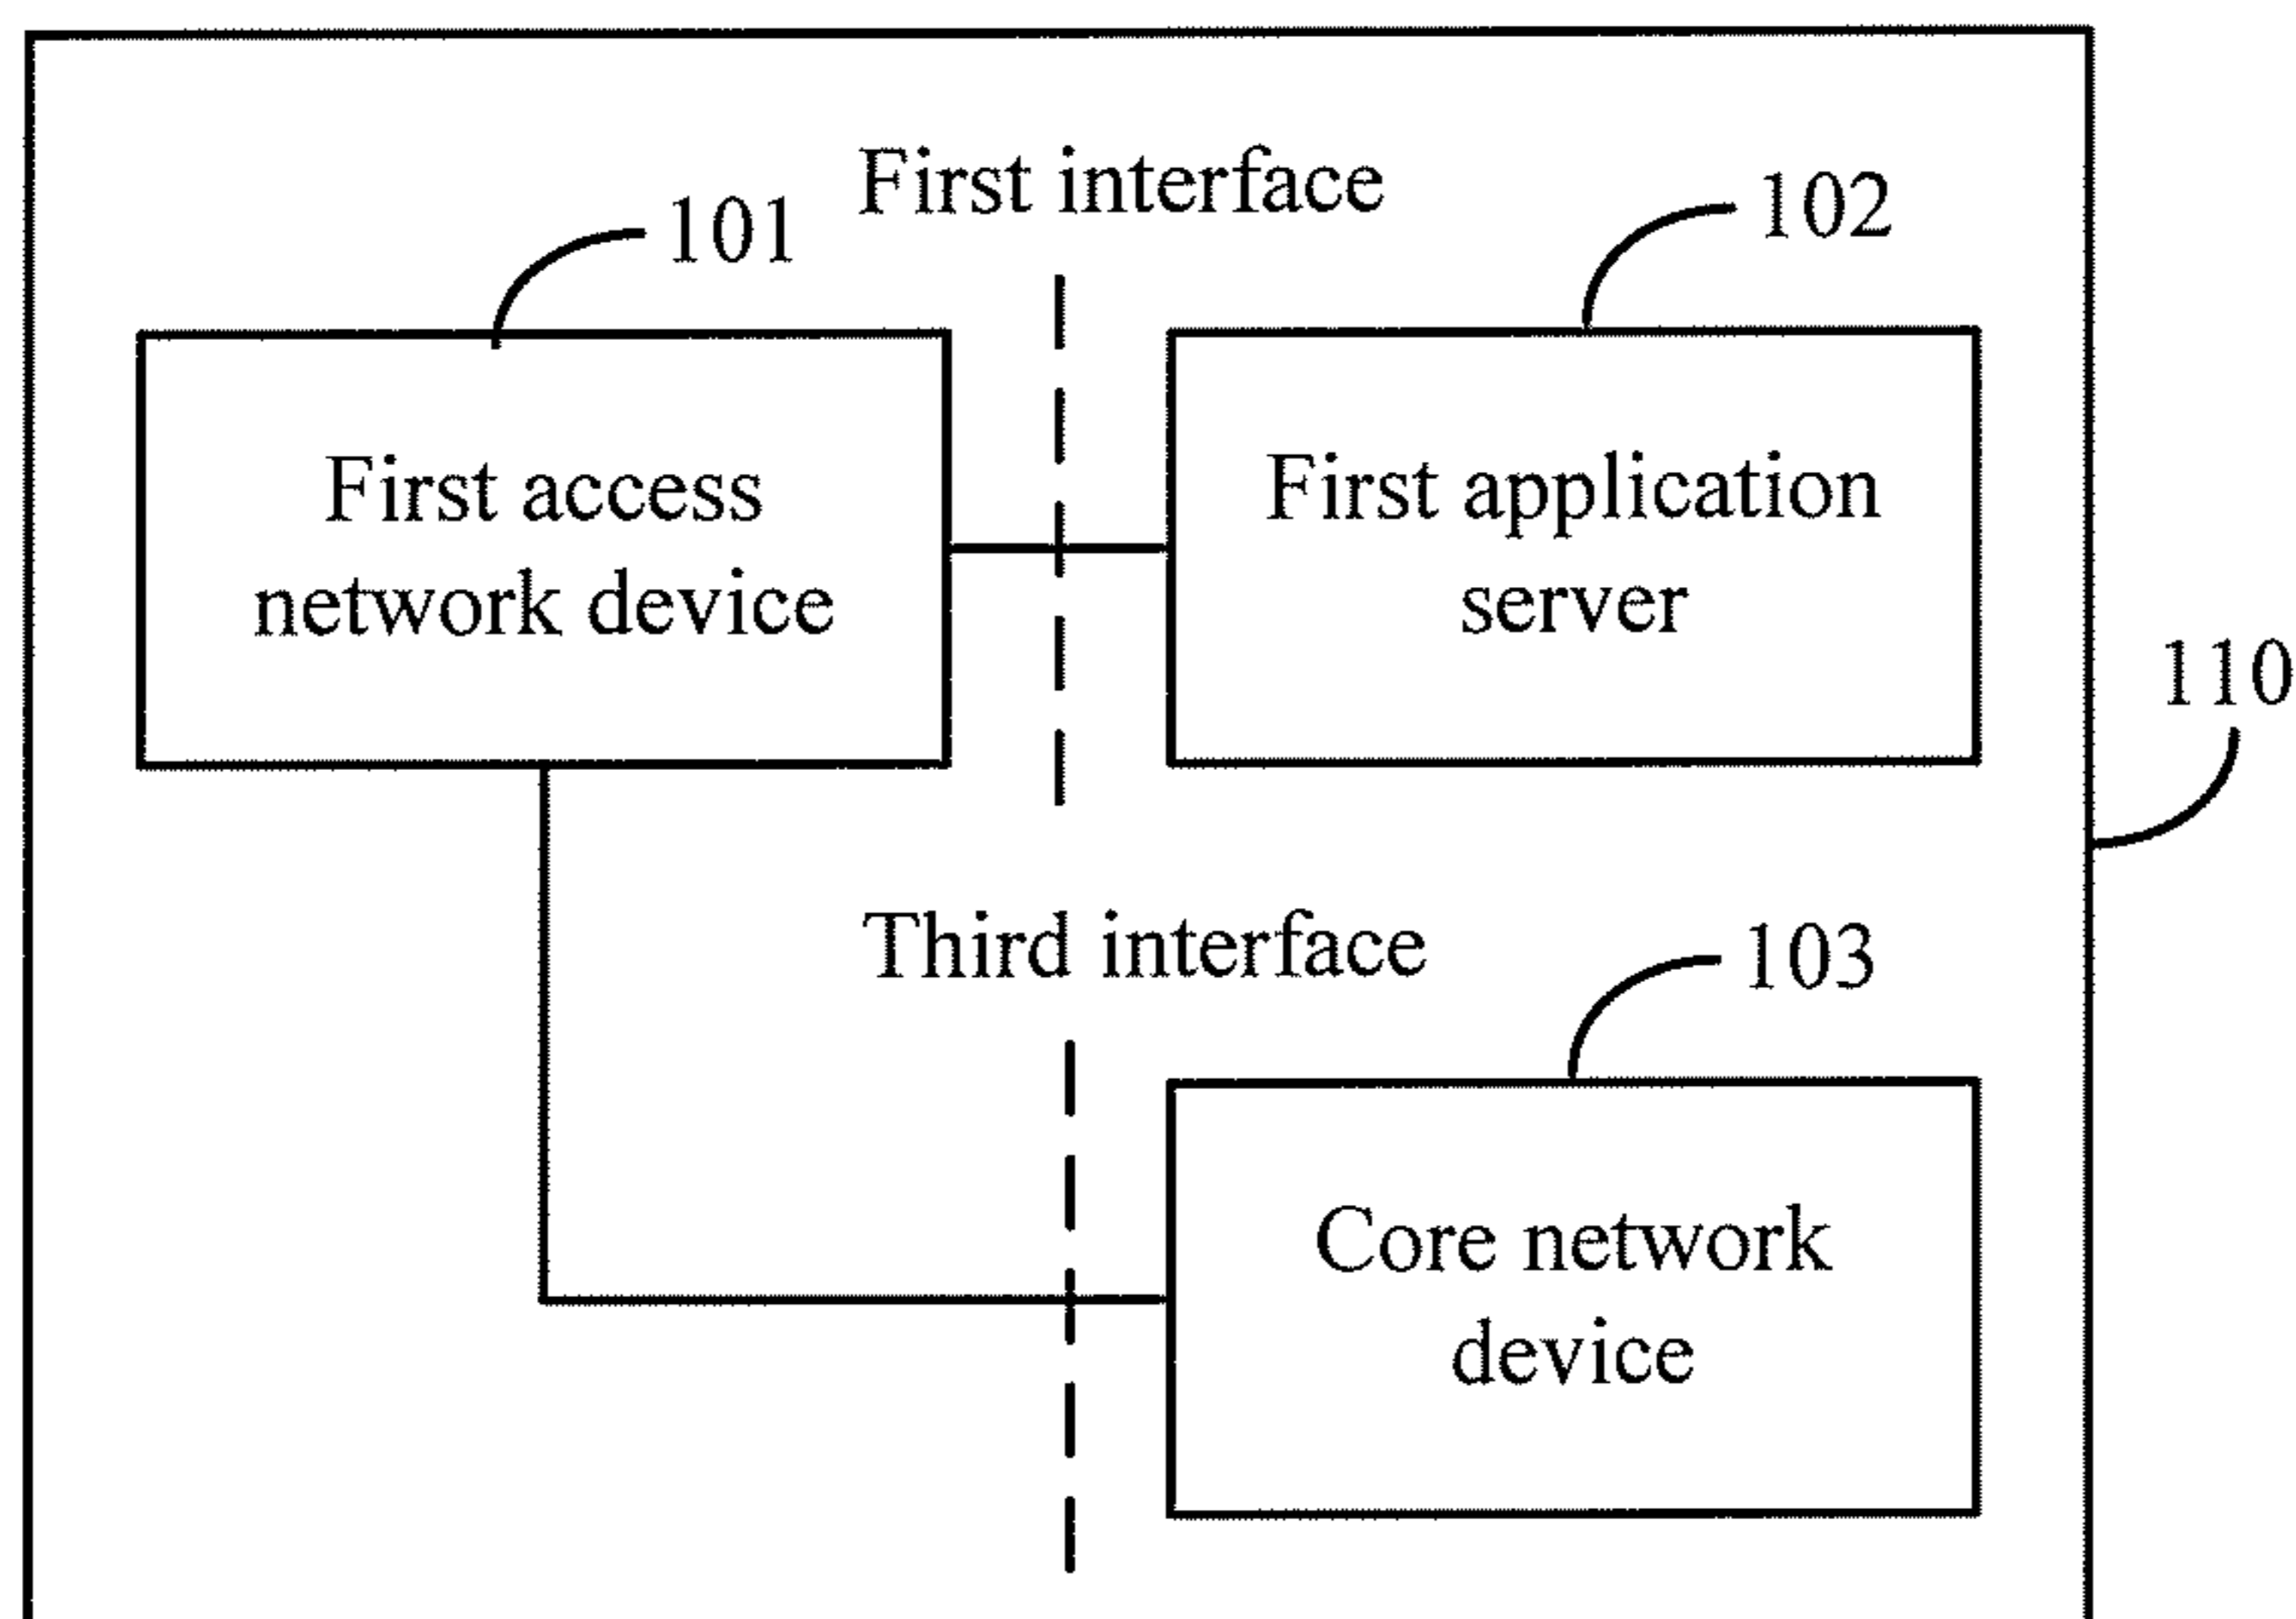 First interface
101
102
First access
network device
First application
server
110
Third interface
103
Core network
device